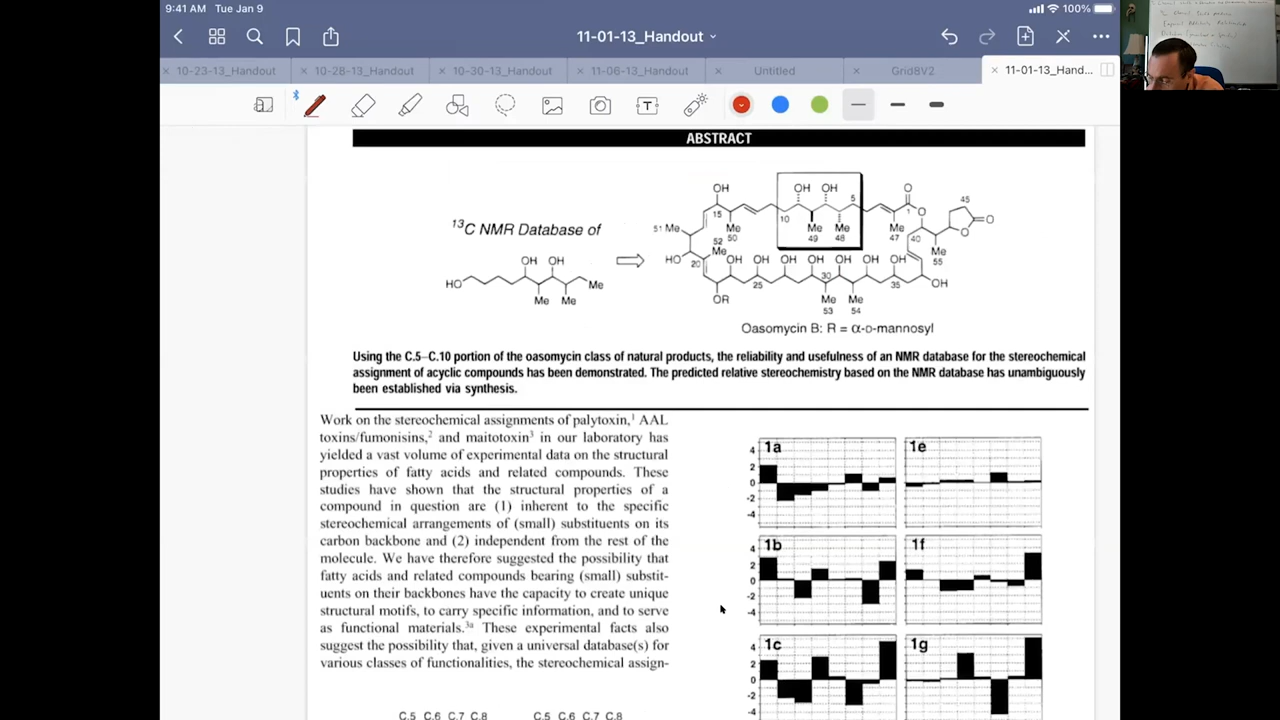 9:41 AM Tue Jan 9
100%
11-01-13_Handout
10-23-13_Handout
10-28-13_Handout
10-30-13_Handout
11-06-13_Handout
Untitled
Grid8V2
11-01-13_Hand...
ABSTRACT
13C NMR Database of
HO
OH OH
Me
Me Me
OH
OH OH
5
O
45
15
10
1
O
O
O
51 Me
Me
50
Me
49
Me
48
Me
47
40
52
Me
Me
55
HO
20
OH OH OH OH OH OH OH
30
25
35
OH
OR
Me
53
Me
54
Oasomycin B: R = α-D-mannosyl
Using the C.5–C.10 portion of the oasomycin class of natural products, the reliability and usefulness of an NMR database for the stereochemical
assignment of acyclic compounds has been demonstrated. The predicted relative stereochemistry based on the NMR database has unambiguously
been established via synthesis.
Work on the stereochemical assignments of palytoxin,1 AAL
toxins/fumonisins,2 and maitotoxin3 in our laboratory has
yielded a vast volume of experimental data on the structural
properties of fatty acids and related compounds. These
studies have shown that the structural properties of a
compound in question are (1) inherent to the specific
stereochemical arrangements of (small) substituents on its
carbon backbone and (2) independent from the rest of the
molecule. We have therefore suggested the possibility that
fatty acids and related compounds bearing (small) substit-
uents on their backbones have the capacity to create unique
structural motifs, to carry specific information, and to serve
as functional materials.3a These experimental facts also
suggest the possibility that, given a universal database(s) for
various classes of functionalities, the stereochemical assign-
C.5 C.6 C.7 C.8
C.5 C.6 C.7 C.8
1a
1e
4
2
0
-2
-4
1b
1f
4
2
0
-2
-4
1c
1g
4
2
0
-2
-4